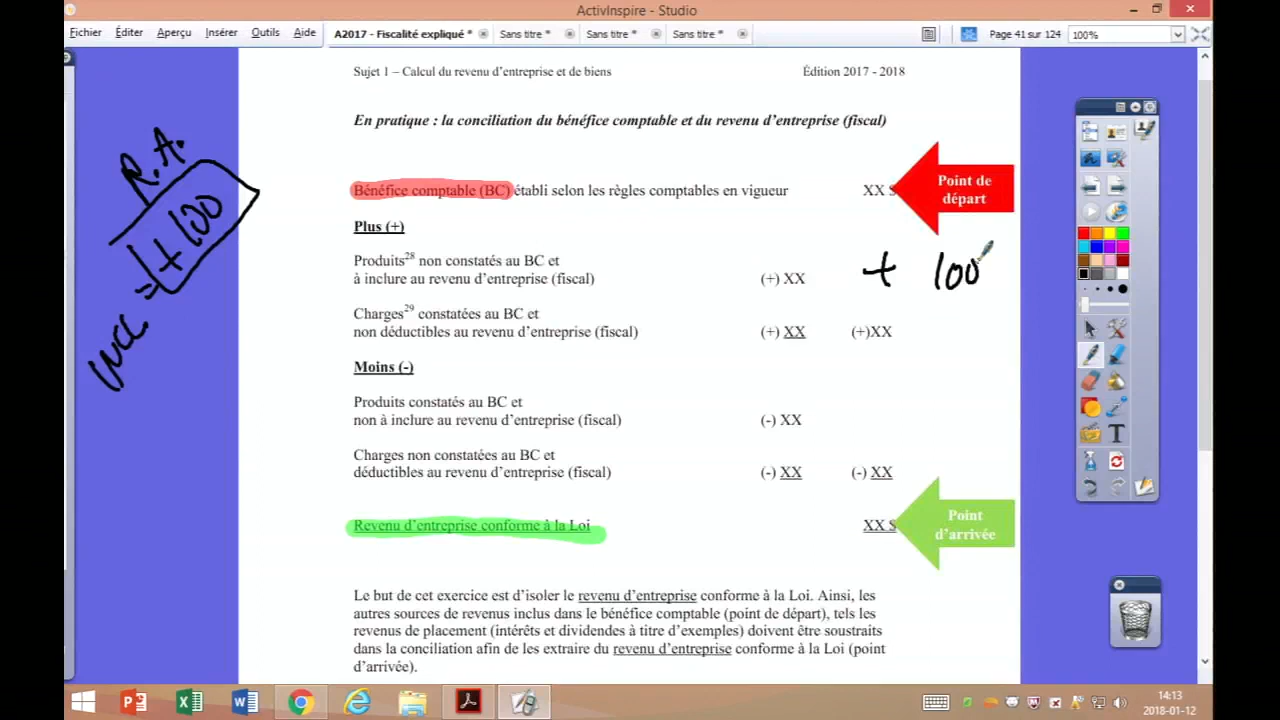 ActivInspire - Studio
Fichier Éditer Aperçu Insérer Outils Aide
A2017 - Fiscalité expliqué * Sans titre * Sans titre * Sans titre *
Page 41 sur 124 100%
Sujet 1 – Calcul du revenu d'entreprise et de biens Édition 2017 - 2018
En pratique : la conciliation du bénéfice comptable et du revenu d'entreprise (fiscal)
R.A.
+ 100
Bénéfice comptable (BC) établi selon les règles comptables en vigueur XX $
Point de
départ
Plus (+)
Produits28 non constatés au BC et
à inclure au revenu d'entreprise (fiscal) (+) XX
+ 100
Charges29 constatées au BC et
non déductibles au revenu d'entreprise (fiscal) (+) XX (+)XX
Moins (-)
Produits constatés au BC et
non à inclure au revenu d'entreprise (fiscal) (-) XX
Charges non constatées au BC et
déductibles au revenu d'entreprise (fiscal) (-) XX (-) XX
Revenu d'entreprise conforme à la Loi XX $
Point
d'arrivée
Le but de cet exercice est d'isoler le revenu d'entreprise conforme à la Loi. Ainsi, les
autres sources de revenus inclus dans le bénéfice comptable (point de départ), tels les
revenus de placement (intérêts et dividendes à titre d'exemples) doivent être soustraits
dans la conciliation afin de les extraire du revenu d'entreprise conforme à la Loi (point
d'arrivée).
14:13
2018-01-12